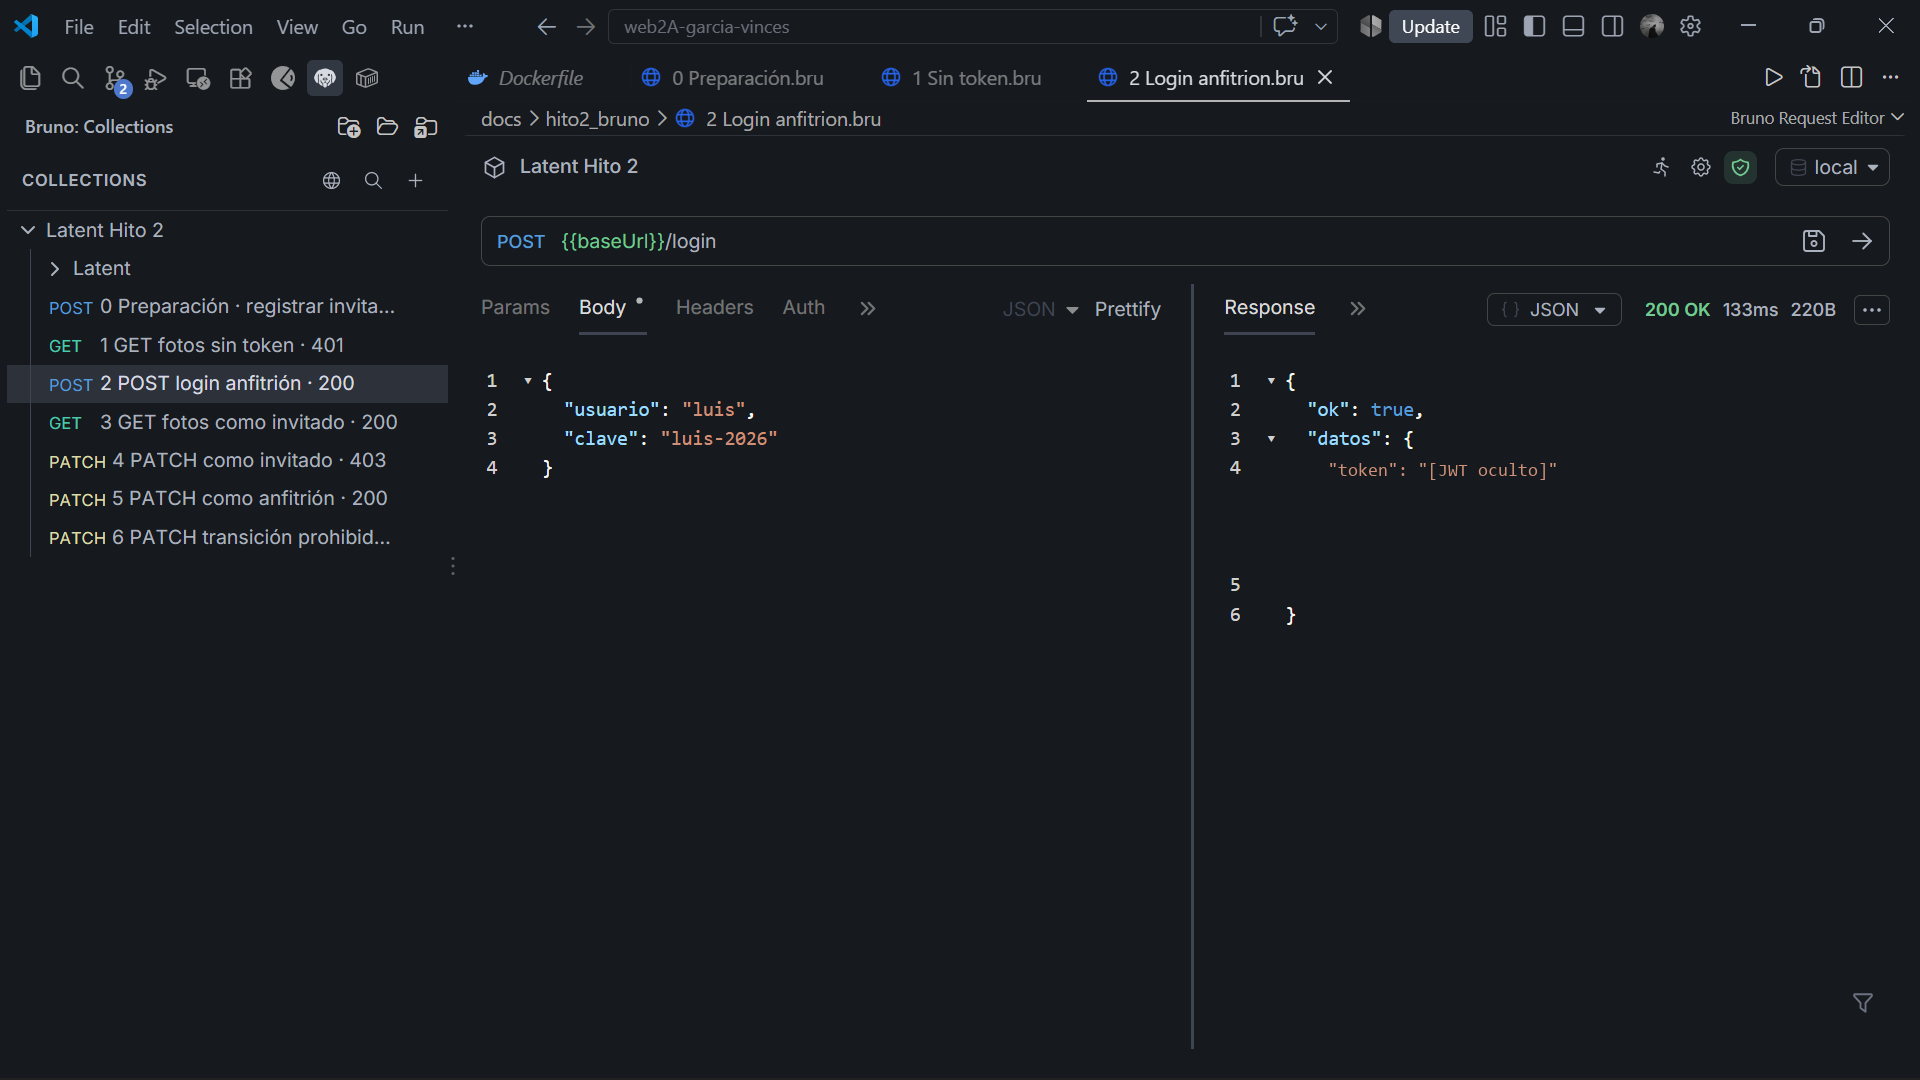 File Edit Selection View Go Run ···
web2A-garcia-vinces
Update
2
Dockerfile
0 Preparación.bru
1 Sin token.bru
2 Login anfitrion.bru
Bruno: Collections
docs > hito2_bruno > 2 Login anfitrion.bru
Bruno Request Editor
COLLECTIONS
Latent Hito 2
local
Latent Hito 2
Latent
POST 0 Preparación · registrar invita...
GET 1 GET fotos sin token · 401
POST 2 POST login anfitrión · 200
GET 3 GET fotos como invitado · 200
PATCH 4 PATCH como invitado · 403
PATCH 5 PATCH como anfitrión · 200
PATCH 6 PATCH transición prohibid...
POST {{baseUrl}}/login
Params Body Headers Auth JSON Prettify
1 {
2 "usuario": "luis",
3 "clave": "luis-2026"
4 }
Response { } JSON 200 OK 133ms 220B
1 {
2 "ok": true,
3 "datos": {
4 "token": "[JWT oculto]"
5
6 }